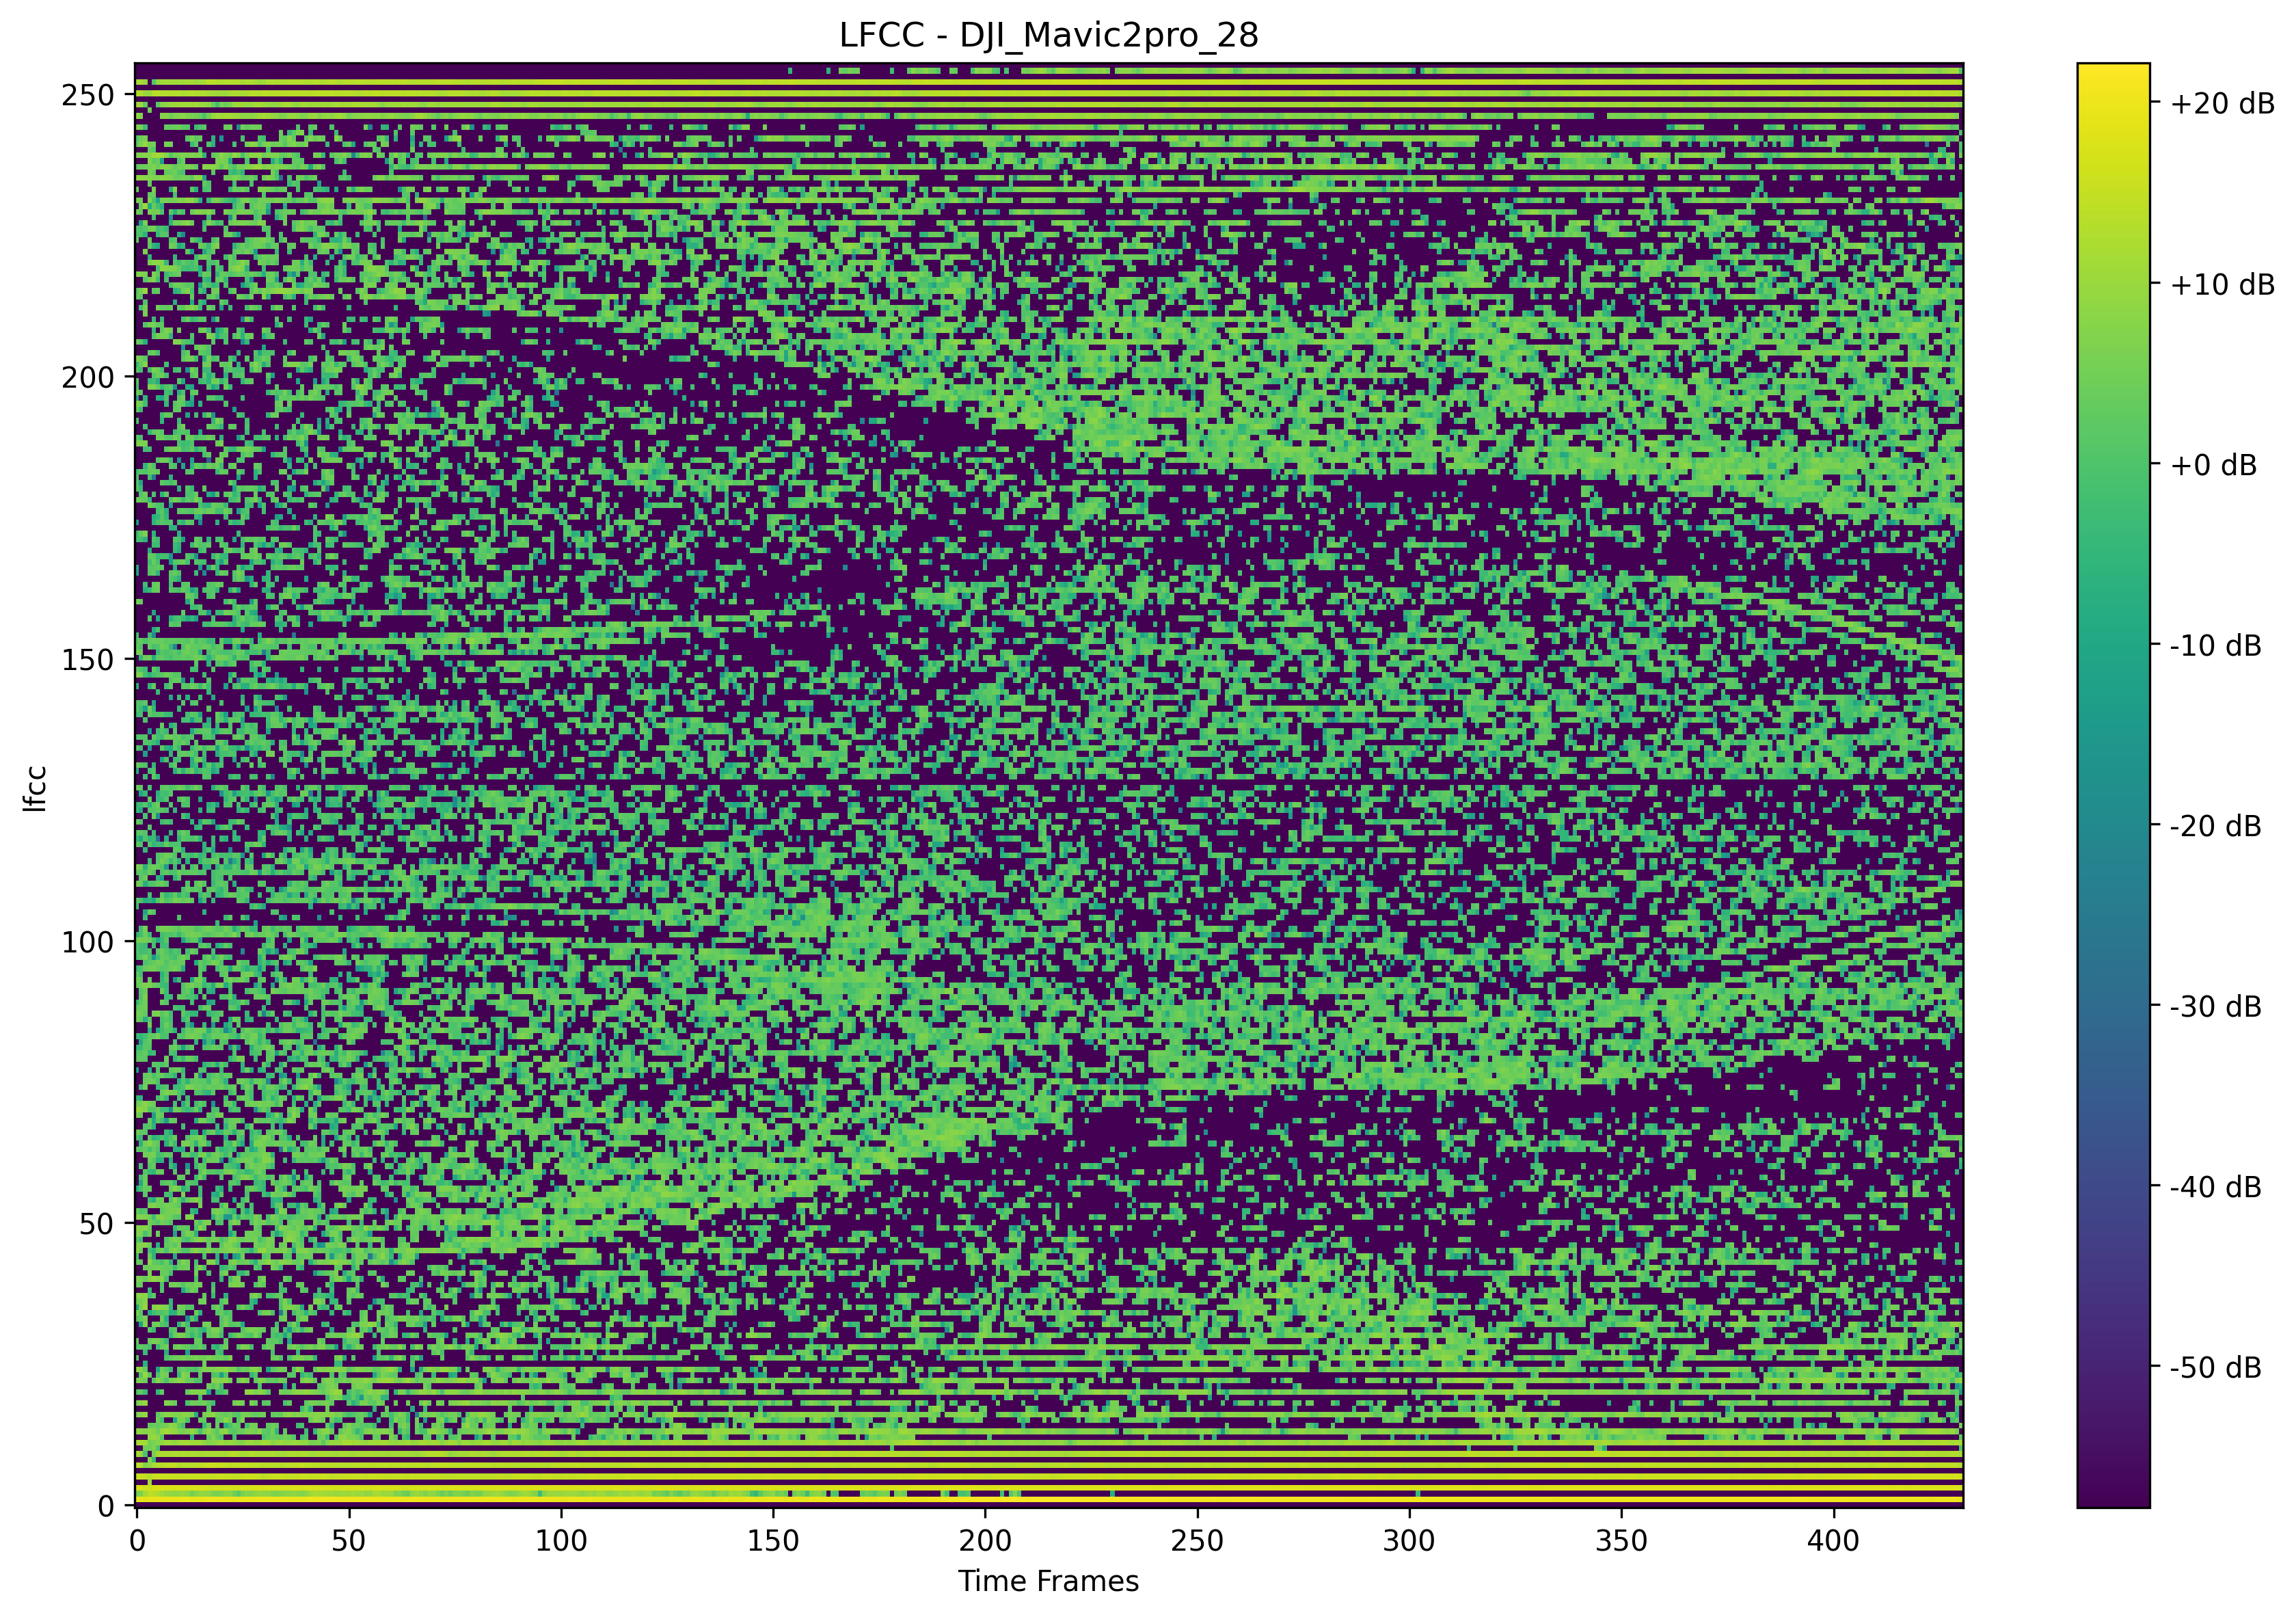 LFCC - DJI_Mavic2pro_28
250
200
150
100
50
0
lfcc
0 50 100 150 200 250 300 350 400
Time Frames
+20 dB
+10 dB
+0 dB
-10 dB
-20 dB
-30 dB
-40 dB
-50 dB